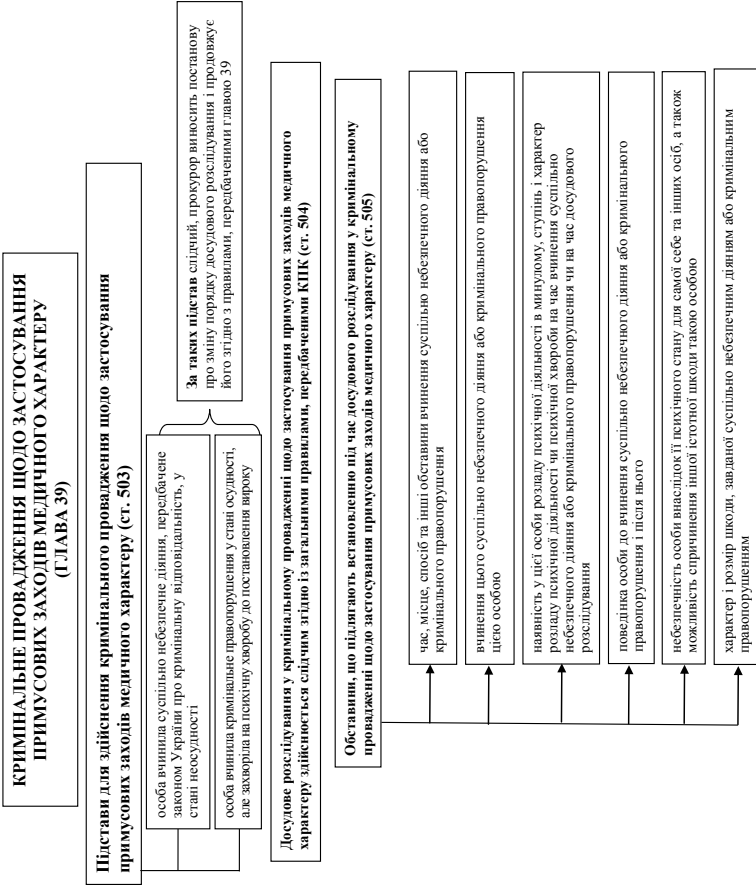 КРИМІНАЛЬНЕ ПРОВАДЖЕННЯ ЩОДО ЗАСТОСУВАННЯ
ПРИМУСОВИХ ЗАХОДІВ МЕДИЧНОГО ХАРАКТЕРУ
(ГЛАВА 39)
Підстави для здійснення кримінального провадження щодо застосування
примусових заходів медичного характеру (ст. 503)
особа вчинила суспільно небезпечне діяння, передбачене
законом України про кримінальну відповідальність, у
стані неосудності
особа вчинила кримінальне правопорушення у стані осудності,
але захворіла на психічну хворобу до постановлення вироку
За таких підстав слідчий, прокурор виносить постанову
про зміну порядку досудового розслідування і продовжує
його згідно з правилами, передбаченими главою 39
Досудове розслідування у кримінальному провадженні щодо застосування примусових заходів медичного
характеру здійснюється слідчим згідно із загальними правилами, передбаченими КПК (ст. 504)
Обставини, що підлягають встановленню під час досудового розслідування у кримінальному
провадженні щодо застосування примусових заходів медичного характеру (ст. 505)
час, місце, спосіб та інші обставини вчинення суспільно небезпечного діяння або
кримінального правопорушення
вчинення цього суспільно небезпечного діяння або кримінального правопорушення
цією особою
наявність у цієї особи розладу психічної діяльності в минулому, ступінь і характер
розладу психічної діяльності чи психічної хвороби на час вчинення суспільно
небезпечного діяння або кримінального правопорушення чи на час досудового
розслідування
поведінка особи до вчинення суспільно небезпечного діяння або кримінального
правопорушення і після нього
небезпечність особи внаслідок її психічного стану для самої себе та інших осіб, а також
можливість спричинення іншої істотної шкоди такою особою
характер і розмір шкоди, завданої суспільно небезпечним діянням або кримінальним
правопорушенням